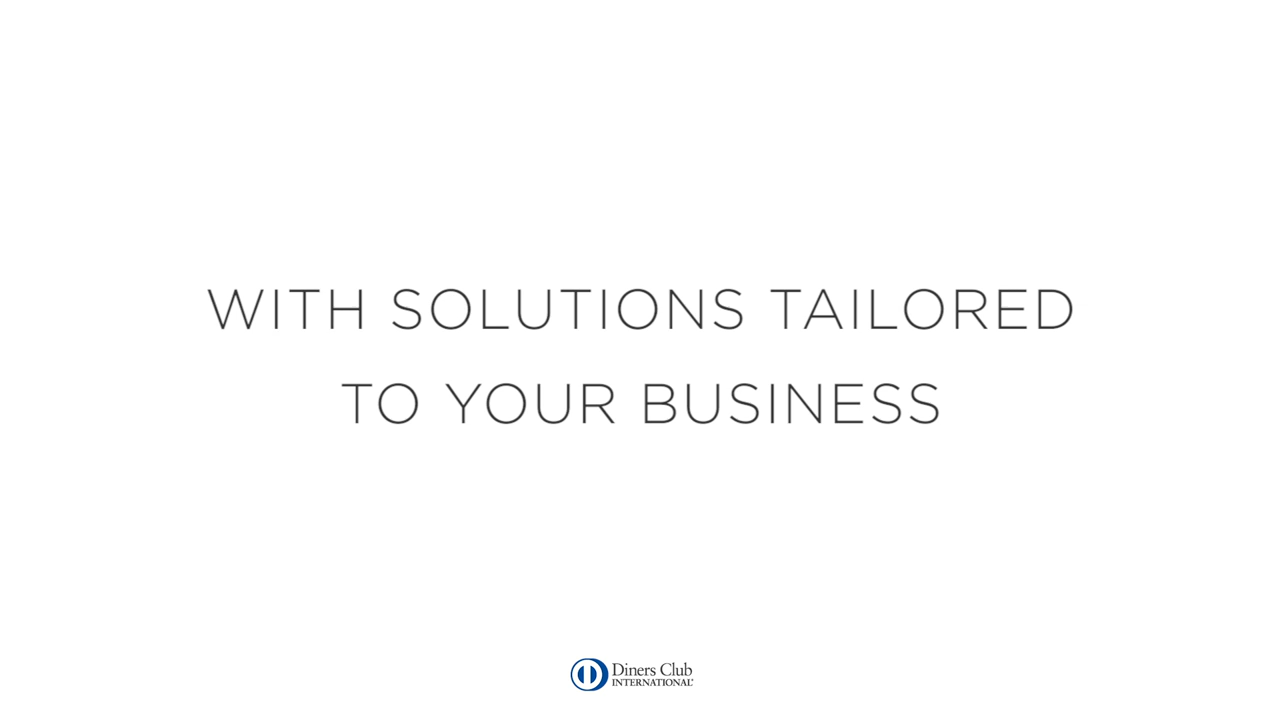 WITH SOLUTIONS TAILORED
TO YOUR BUSINESS
Diners Club
INTERNATIONAL®